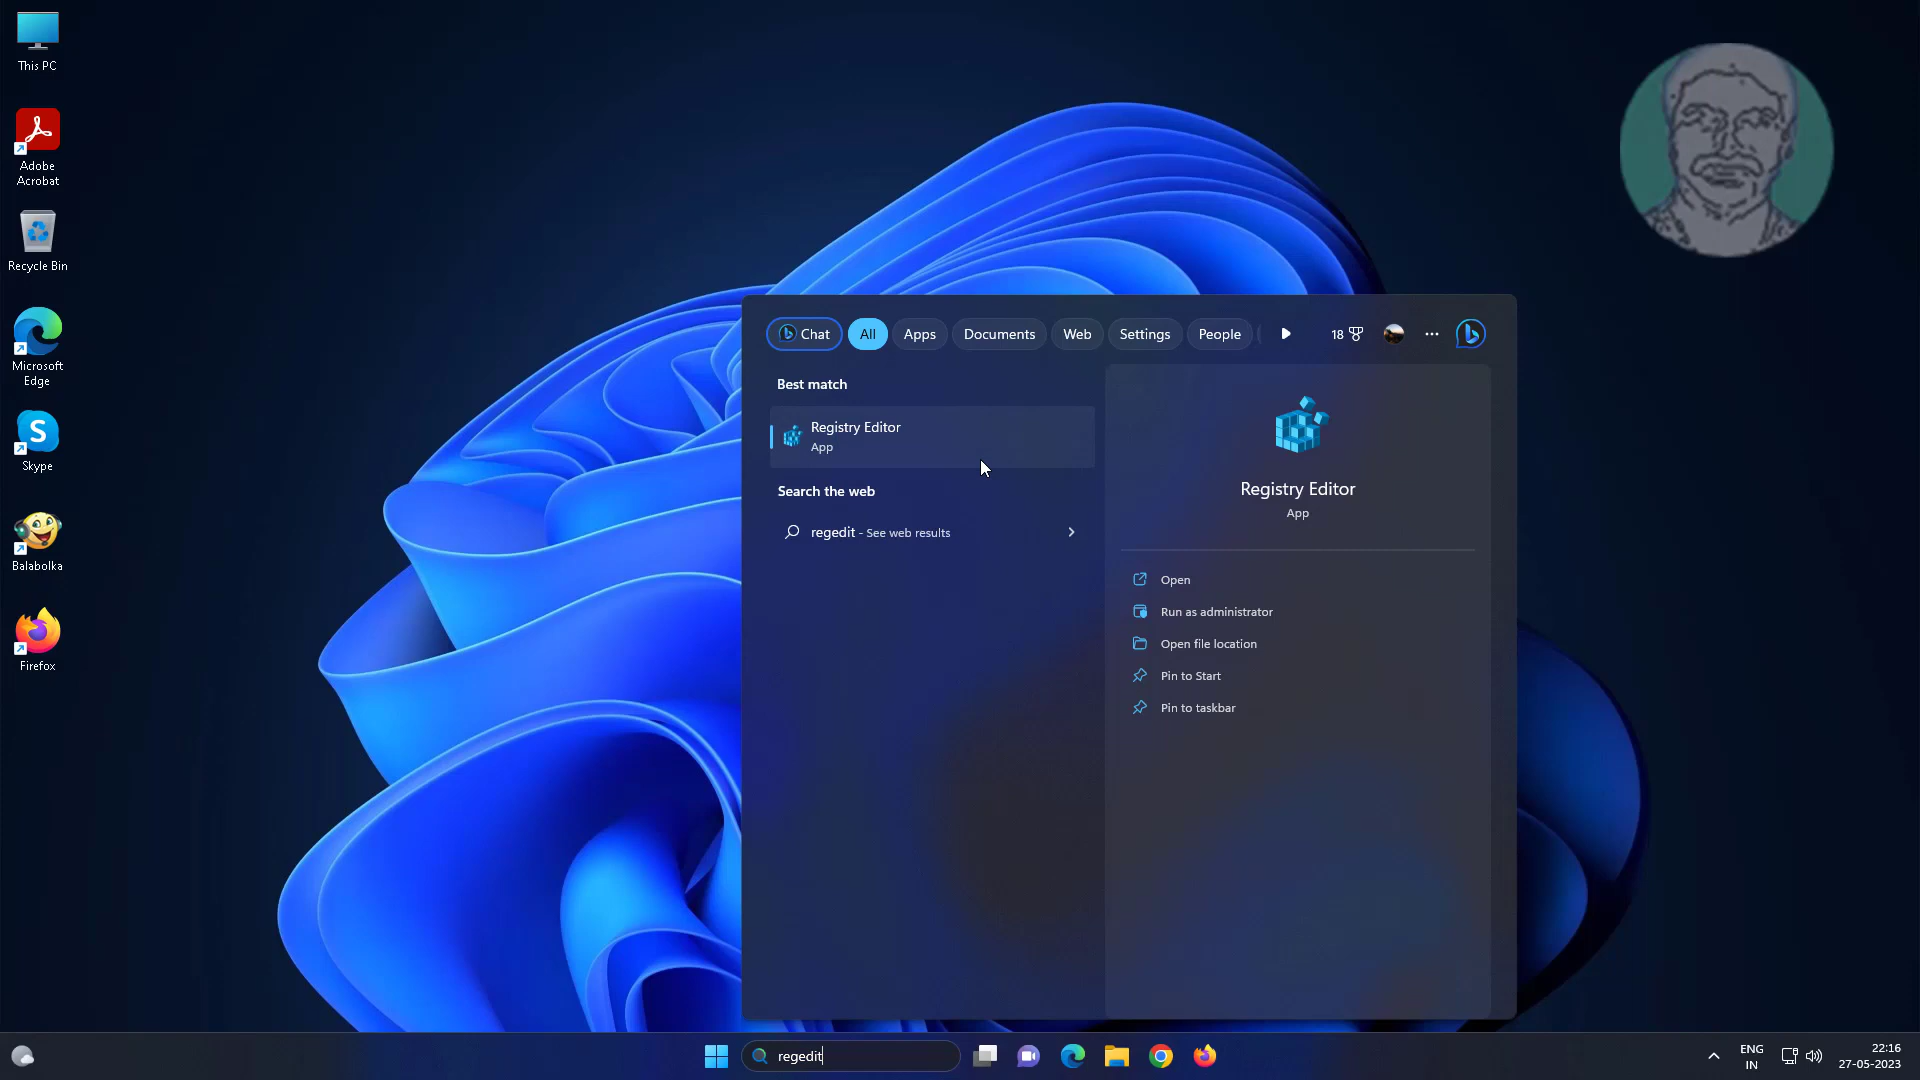 This PC
Adobe
Acrobat
Recycle Bin
Microsoft
Edge
S
Skype
Balabolka
Firefox
Chat
All
Apps
Documents
Web
Settings
People
18
Best match
Registry Editor
App
Search the web
regedit - See web results
Registry Editor
App
Open
Run as administrator
Open file location
Pin to Start
Pin to taskbar
regedit
ENG
IN
22:16
27-05-2023